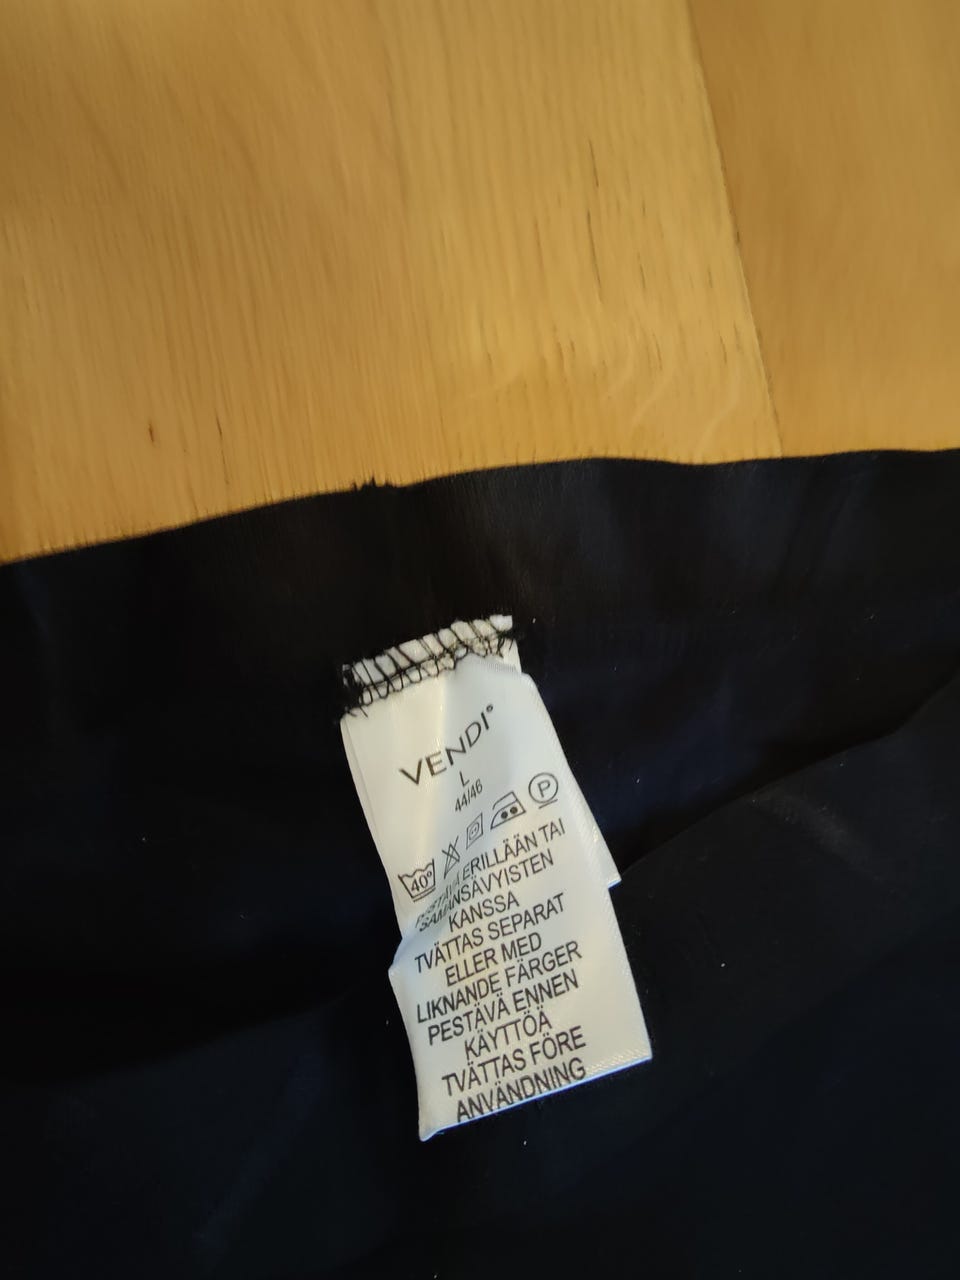 VENDI°
L
44/46
40° P
PESTÄVÄ ERILLÄÄN TAI
SAMANSÄVYISTEN
KANSSA
TVÄTTAS SEPARAT
ELLER MED
LIKNANDE FÄRGER
PESTÄVÄ ENNEN
KÄYTTÖÄ
TVÄTTAS FÖRE
ANVÄNDNING